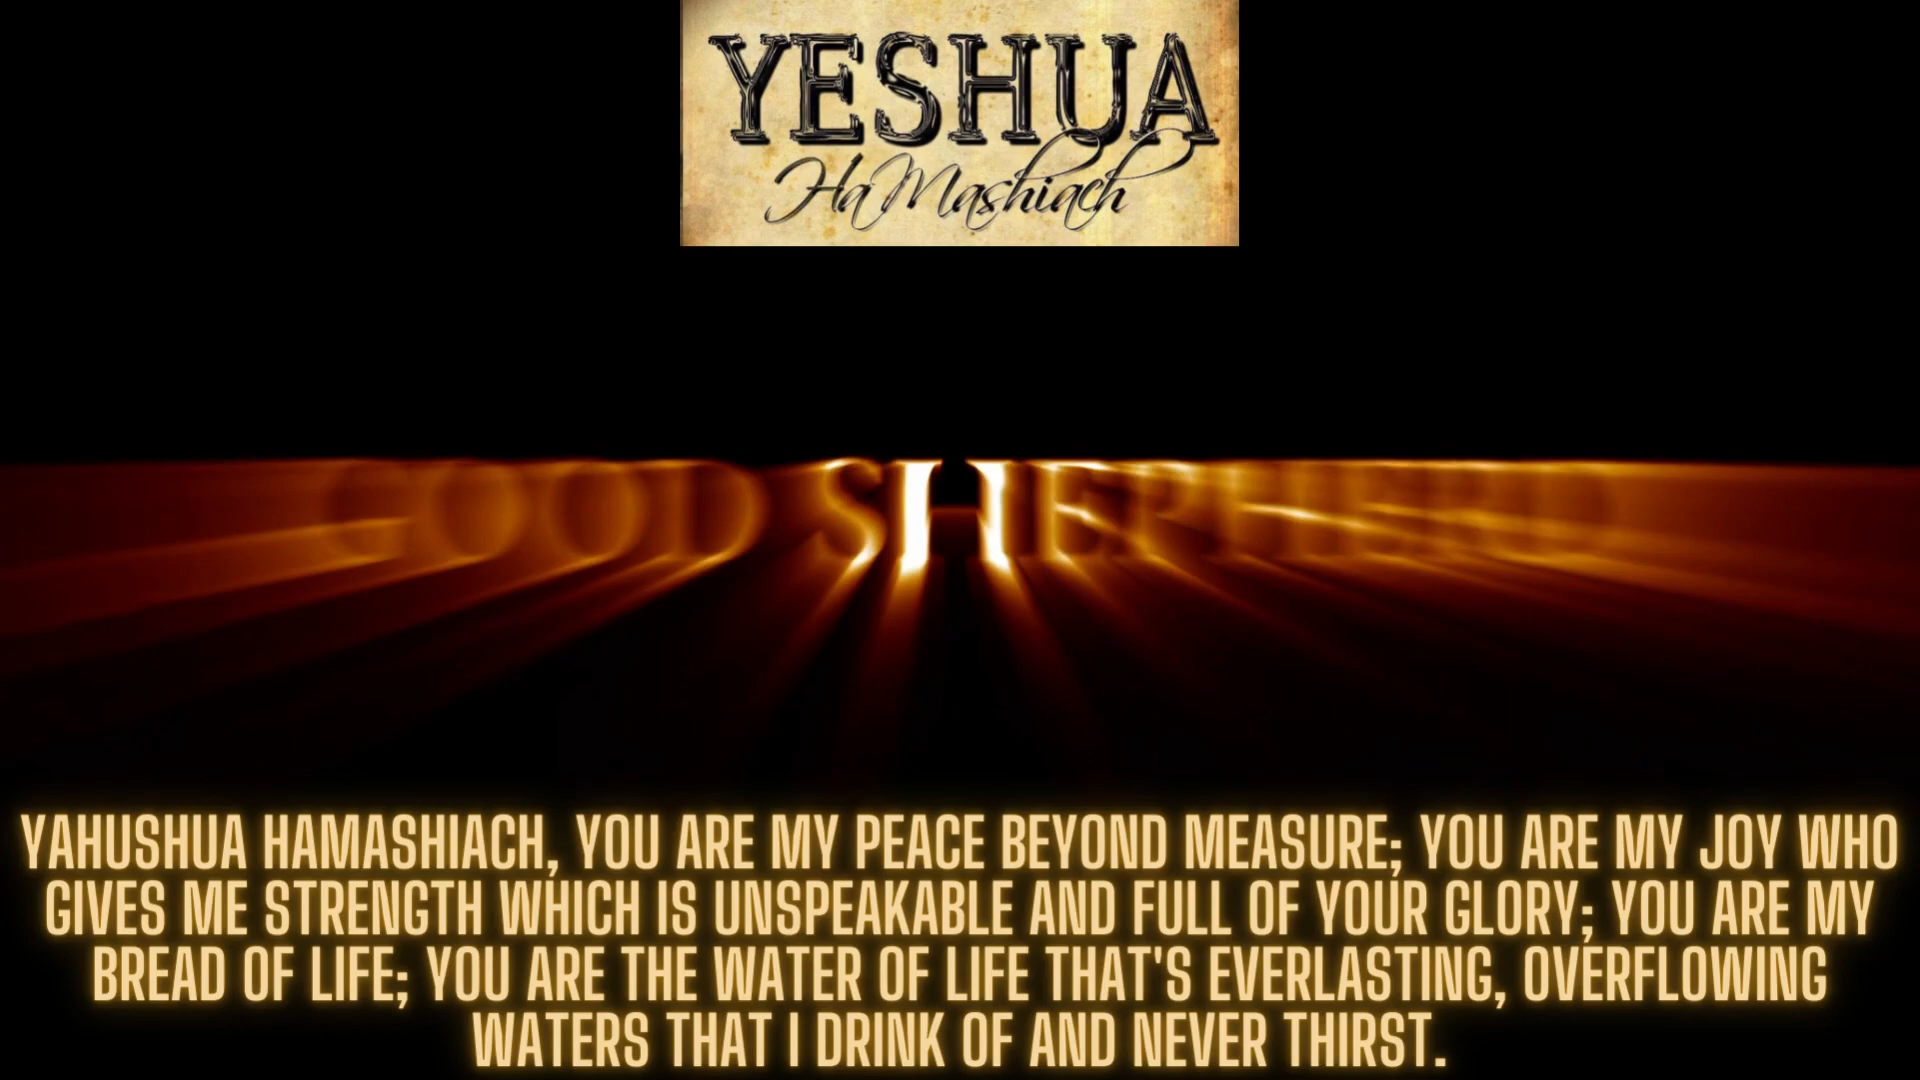 YESHUA
HaMashiach
GOOD SHEPHERD
YAHUSHUA HAMASHIACH, YOU ARE MY PEACE BEYOND MEASURE; YOU ARE MY JOY WHO
GIVES ME STRENGTH WHICH IS UNSPEAKABLE AND FULL OF YOUR GLORY; YOU ARE MY
BREAD OF LIFE; YOU ARE THE WATER OF LIFE THAT'S EVERLASTING, OVERFLOWING
WATERS THAT I DRINK OF AND NEVER THIRST.